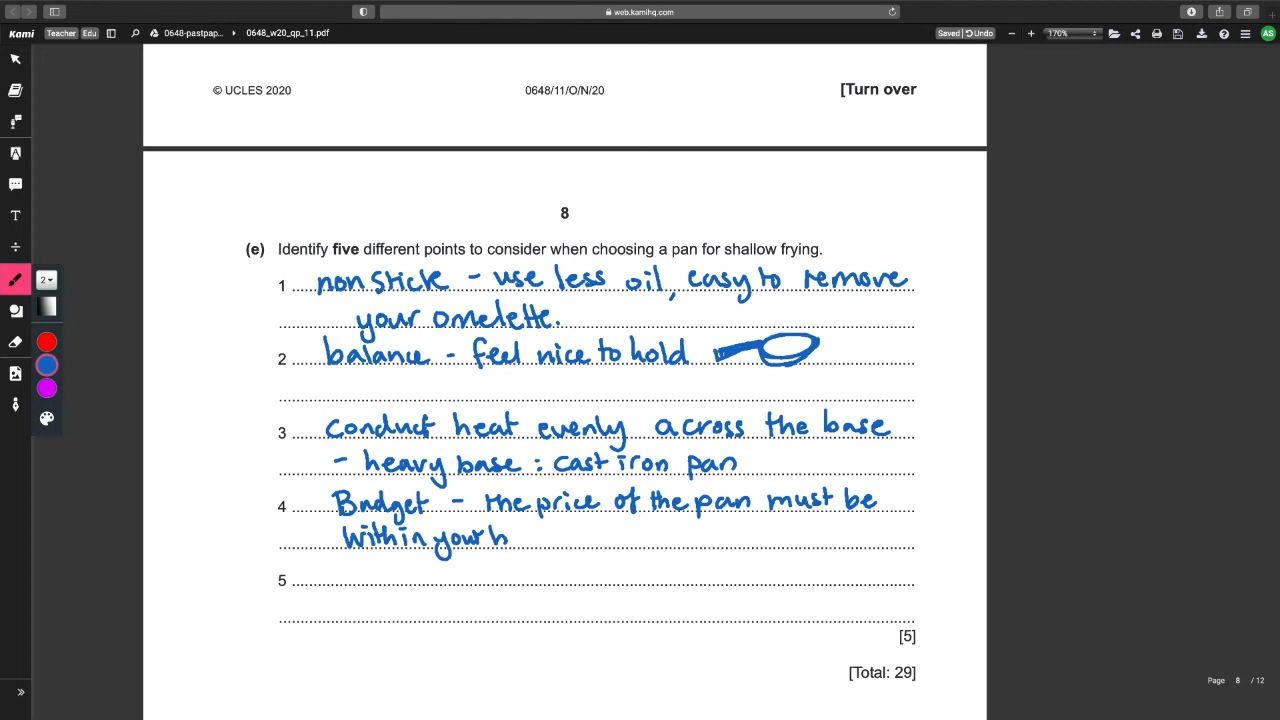 web.kamihq.com
Kami Teacher Edu 0648-pastpap... 0648_w20_qp_11.pdf Saved Undo 170% AS
© UCLES 2020 0648/11/O/N/20 [Turn over
8
(e) Identify five different points to consider when choosing a pan for shallow frying.
1 non stick - use less oil, easy to remove
your omelette.
2 balance - feel nice to hold
3 conduct heat evenly across the base
- heavy base : cast iron pan
4 Budget - the price of the pan must be
within your b
5
[5]
[Total: 29]
2
Page 8 / 12